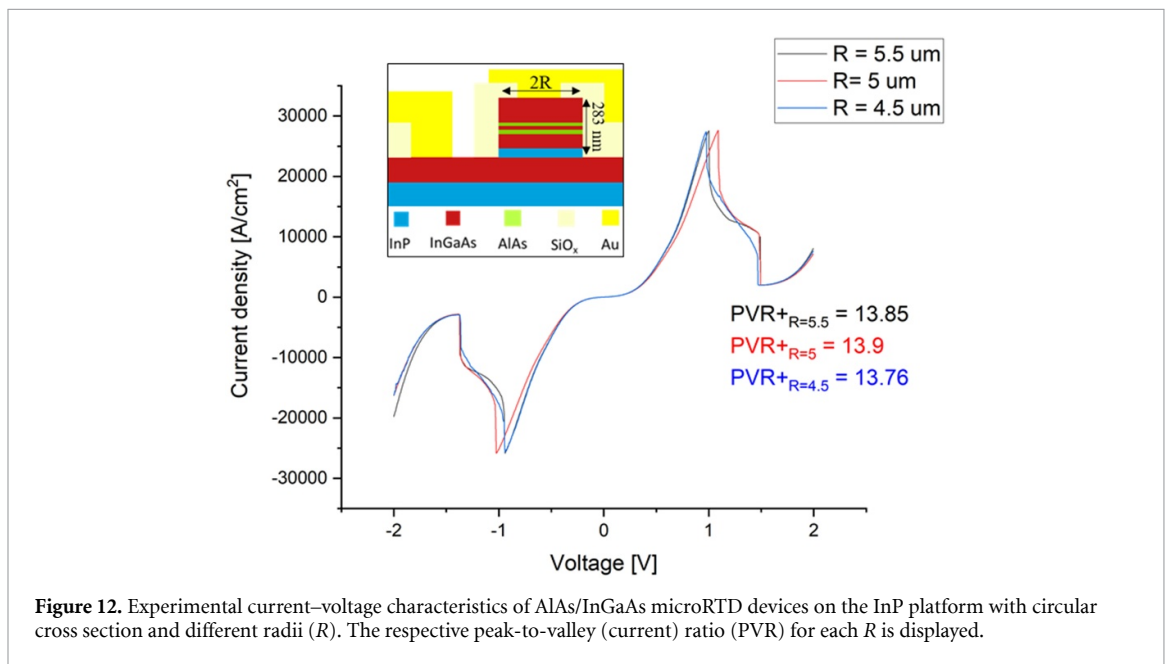 R = 5.5 um
R= 5 um
R = 4.5 um
2R
283 nm
InP InGaAs AlAs SiOₓ Au
Current density [A/cm²]
30000
20000
10000
0
-10000
-20000
-30000
PVR+R=5.5 = 13.85
PVR+R=5 = 13.9
PVR+R=4.5 = 13.76
-2 -1 0 1 2
Voltage [V]
Figure 12. Experimental current–voltage characteristics of AlAs/InGaAs microRTD devices on the InP platform with circular
cross section and different radii (R). The respective peak-to-valley (current) ratio (PVR) for each R is displayed.